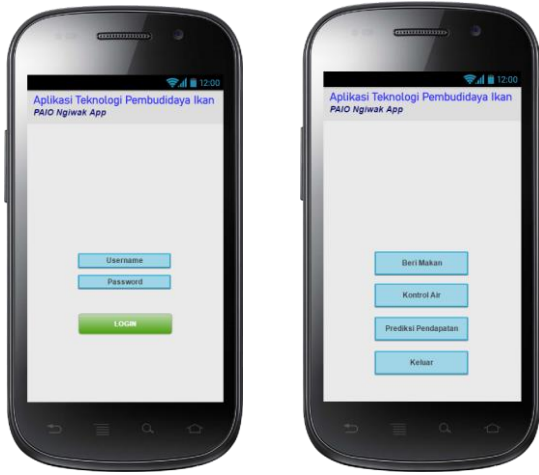 12:00
Aplikasi Teknologi Pembudidaya Ikan
PAIO Ngiwak App
Username
Password
LOGIN
12:00
Aplikasi Teknologi Pembudidaya Ikan
PAIO Ngiwak App
Beri Makan
Kontrol Air
Prediksi Pendapatan
Keluar